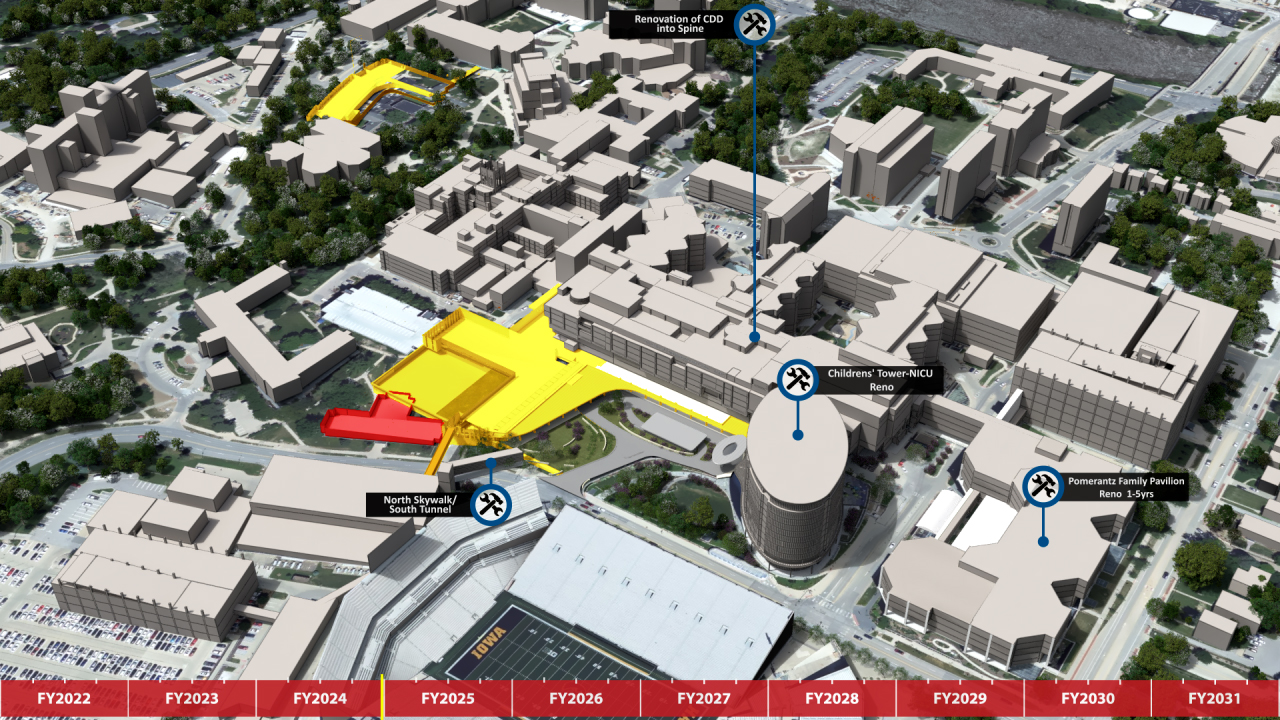 Renovation of CDD
into Spine
Childrens' Tower-NICU
Reno
Pomerantz Family Pavilion
Reno 1-5yrs
North Skywalk/
South Tunnel
IOWA
FY2022 FY2023 FY2024 FY2025 FY2026 FY2027 FY2028 FY2029 FY2030 FY2031